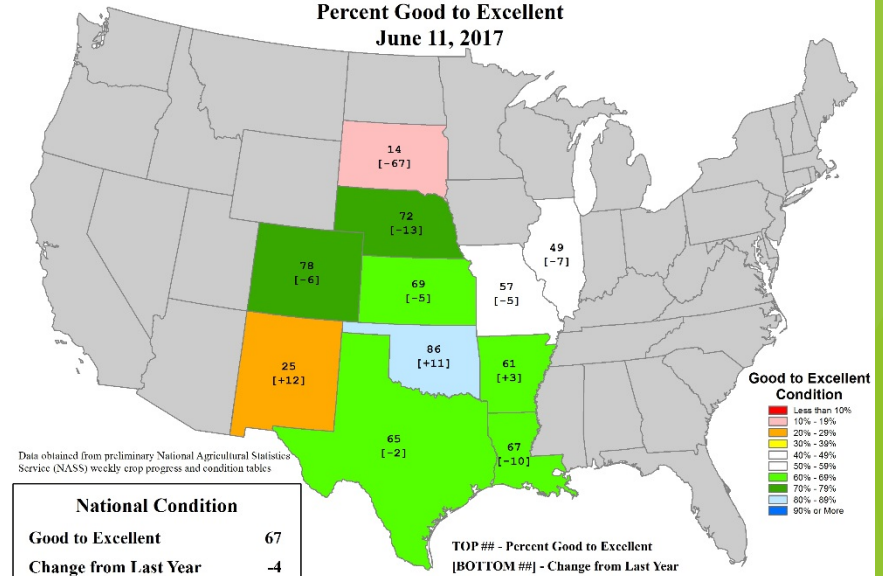 Percent Good to Excellent
June 11, 2017
14
[-67]
72
[-13]
49
[-7]
78
[-6]
69
[-5]
57
[-5]
86
[+11]
61
[+3]
25
[+12]
65
[-2]
67
[-10]
Good to Excellent
Condition
Less than 10%
10% - 19%
20% - 29%
30% - 39%
40% - 49%
50% - 59%
60% - 69%
70% - 79%
80% - 89%
90% or More
Data obtained from preliminary National Agricultural Statistics
Service (NASS) weekly crop progress and condition tables
National Condition
Good to Excellent 67
Change from Last Year -4
TOP ## - Percent Good to Excellent
[BOTTOM ##] - Change from Last Year